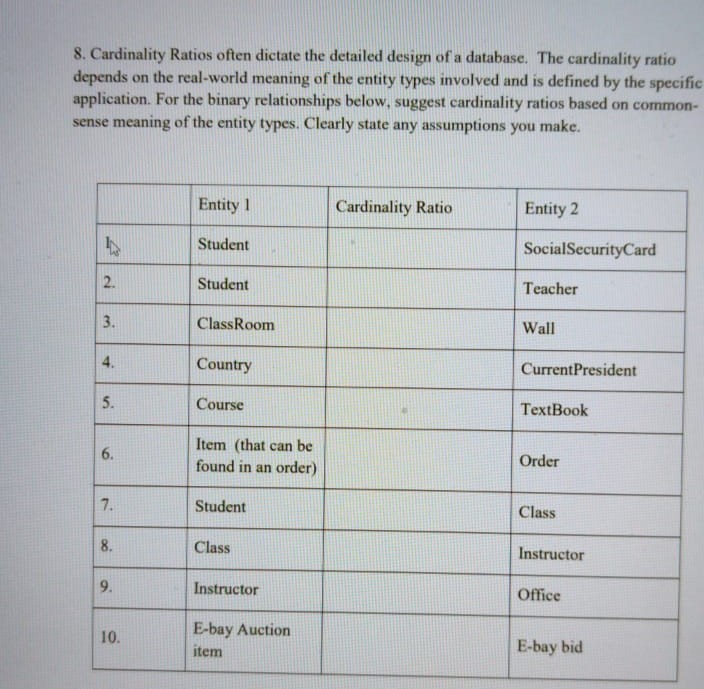 8. Cardinality Ratios often dictate the detailed design of a database. The cardinality ratio
depends on the real-world meaning of the entity types involved and is defined by the specific
application. For the binary relationships below, suggest cardinality ratios based on common-
sense meaning of the entity types. Clearly state any assumptions you make.
Entity 1 Cardinality Ratio Entity 2
1. Student SocialSecurityCard
2. Student Teacher
3. ClassRoom Wall
4. Country CurrentPresident
5. Course TextBook
6. Item (that can be
found in an order) Order
7. Student Class
8. Class Instructor
9. Instructor Office
10. E-bay Auction
item E-bay bid